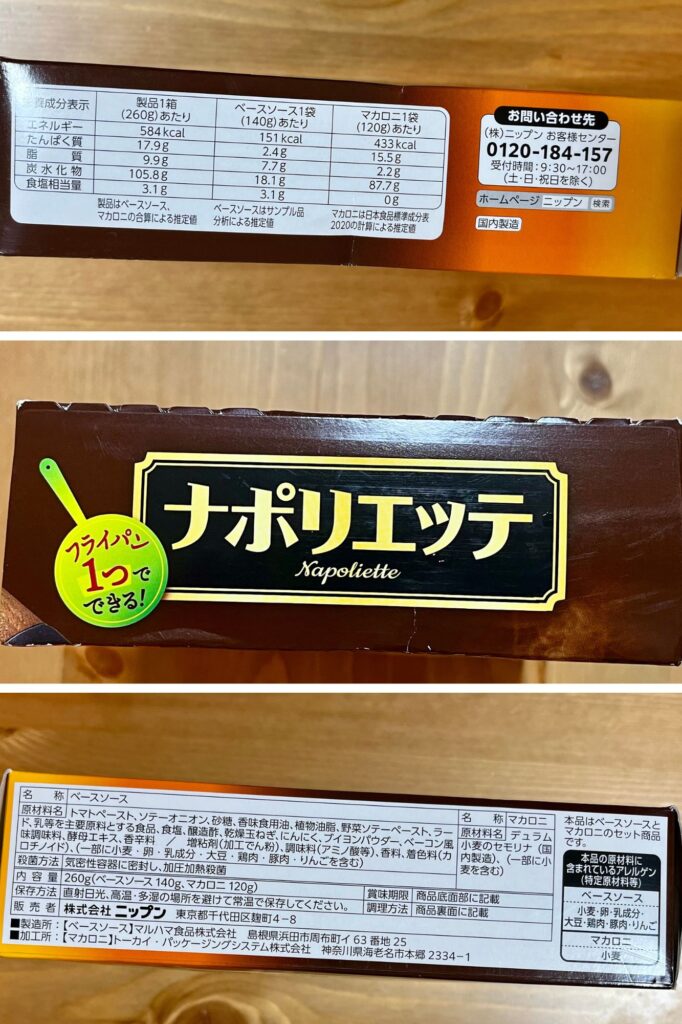 養成分表示 製品1箱(260g)あたり ベースソース1袋(140g)あたり マカロニ1袋(120g)あたり
エネルギー 584kcal 151kcal 433kcal
たんぱく質 17.9g 2.4g 15.5g
脂質 9.9g 7.7g 2.2g
炭水化物 105.8g 18.1g 87.7g
食塩相当量 3.1g 3.1g 0g
製品はベースソース、
マカロニの合算による推定値
ベースソースはサンプル品
分析による推定値
マカロニは日本食品標準成分表
2020の計算による推定値
お問い合わせ先
(株)ニップン お客様センター
0120-184-157
受付時間:9:30~17:00
(土・日・祝日を除く)
ホームページ ニップン 検索
国内製造
フライパン
1つで
できる!
ナポリエッテ
Napoliette
名称 ベースソース
原材料名 トマトペースト、ソテーオニオン、砂糖、香味食用油、植物油脂、野菜ソテーペースト、ラー
ド、乳等を主要原料とする食品、食塩、醸造酢、乾燥玉ねぎ、にんにく、ブイヨンパウダー、ベーコン風
味調味料、酵母エキス、香辛料 / 増粘剤(加工でん粉)、調味料(アミノ酸等)、香料、着色料(カ
ロチノイド)、(一部に小麦・卵・乳成分・大豆・鶏肉・豚肉・りんごを含む)
殺菌方法 気密性容器に密封し、加圧加熱殺菌
名称 マカロニ
原材料名 デュラム
小麦のセモリナ(国
内製造)、(一部に小
麦を含む)
内容量 260g(ベースソース 140g、マカロニ 120g)
保存方法 直射日光、高温・多湿の場所を避けて常温で保存してください。
賞味期限 商品底面部に記載
調理方法 商品裏面に記載
販売者 株式会社 ニップン 東京都千代田区麹町4-8
■製造所:【ベースソース】マルハマ食品株式会社 島根県浜田市周布町イ 63 番地 25
■加工所:【マカロニ】トーカイ・パッケージングシステム株式会社 神奈川県海老名市本郷 2334-1
本品はベースソースと
マカロニのセット商品
です。
本品の原材料に
含まれているアレルゲン
(特定原材料等)
ベースソース
小麦・卵・乳成分・
大豆・鶏肉・豚肉・りんご
マカロニ
小麦